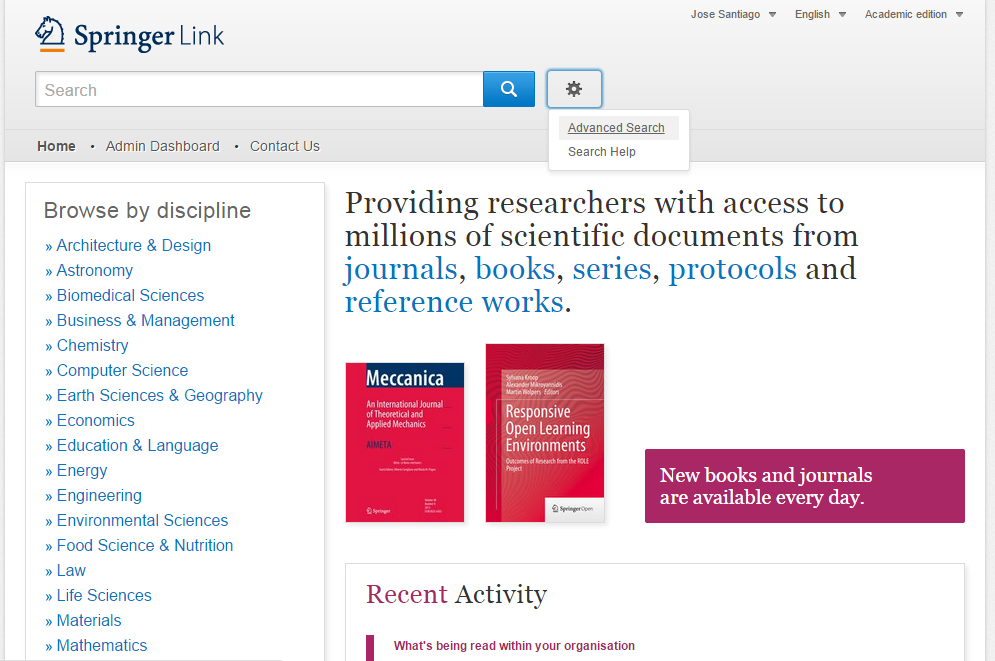 Jose Santiago English Academic edition
Springer Link
Search
Advanced Search
Search Help
Home • Admin Dashboard • Contact Us
Browse by discipline
» Architecture & Design
» Astronomy
» Biomedical Sciences
» Business & Management
» Chemistry
» Computer Science
» Earth Sciences & Geography
» Economics
» Education & Language
» Energy
» Engineering
» Environmental Sciences
» Food Science & Nutrition
» Law
» Life Sciences
» Materials
» Mathematics
Providing researchers with access to
millions of scientific documents from
journals, books, series, protocols and
reference works.
Meccanica
An International Journal
of Theoretical and
Applied Mechanics
AIMETA
Springer
Sylvana Kroop
Alexander Mikroyannidis
Martin Wolpers Editors
Responsive
Open Learning
Environments
Outcomes of Research from the ROLE
Project
Springer Open
New books and journals
are available every day.
Recent Activity
What's being read within your organisation